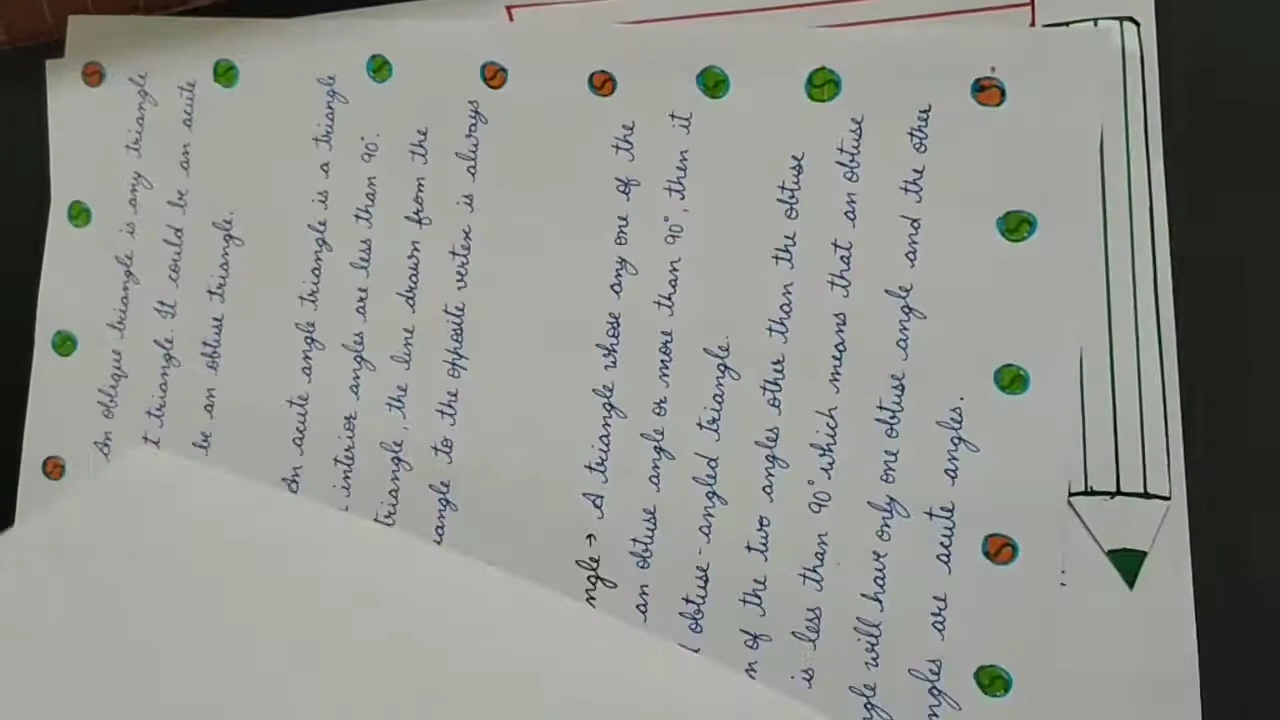 An oblique triangle is any triangle
t triangle. It could be an acute
be an obtuse triangle.
An acute angle triangle is a triangle
interior angles are less than 90°.
triangle, the line drawn from the
iangle to the opposite vertex is always
ngle → A triangle whose any one of the
an obtuse angle or more than 90°, then it
obtuse-angled triangle.
n of the two angles other than the obtuse
is less than 90° which means that an obtuse
ngle will have only one obtuse angle and the other
ngles are acute angles.